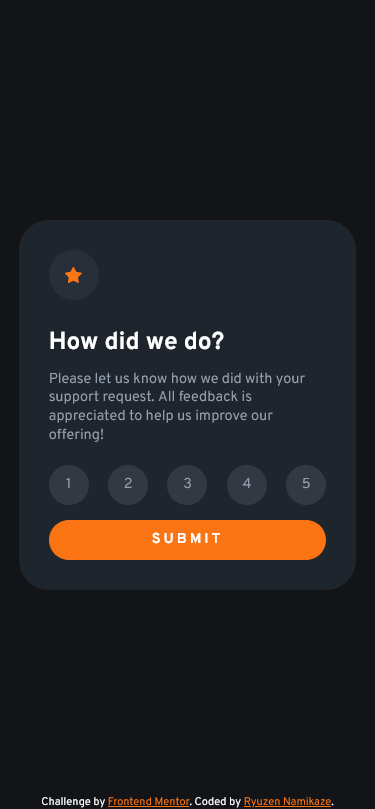 How did we do?
Please let us know how we did with your
support request. All feedback is
appreciated to help us improve our
offering!
1 2 3 4 5
SUBMIT
Challenge by Frontend Mentor. Coded by Ryuzen Namikaze.